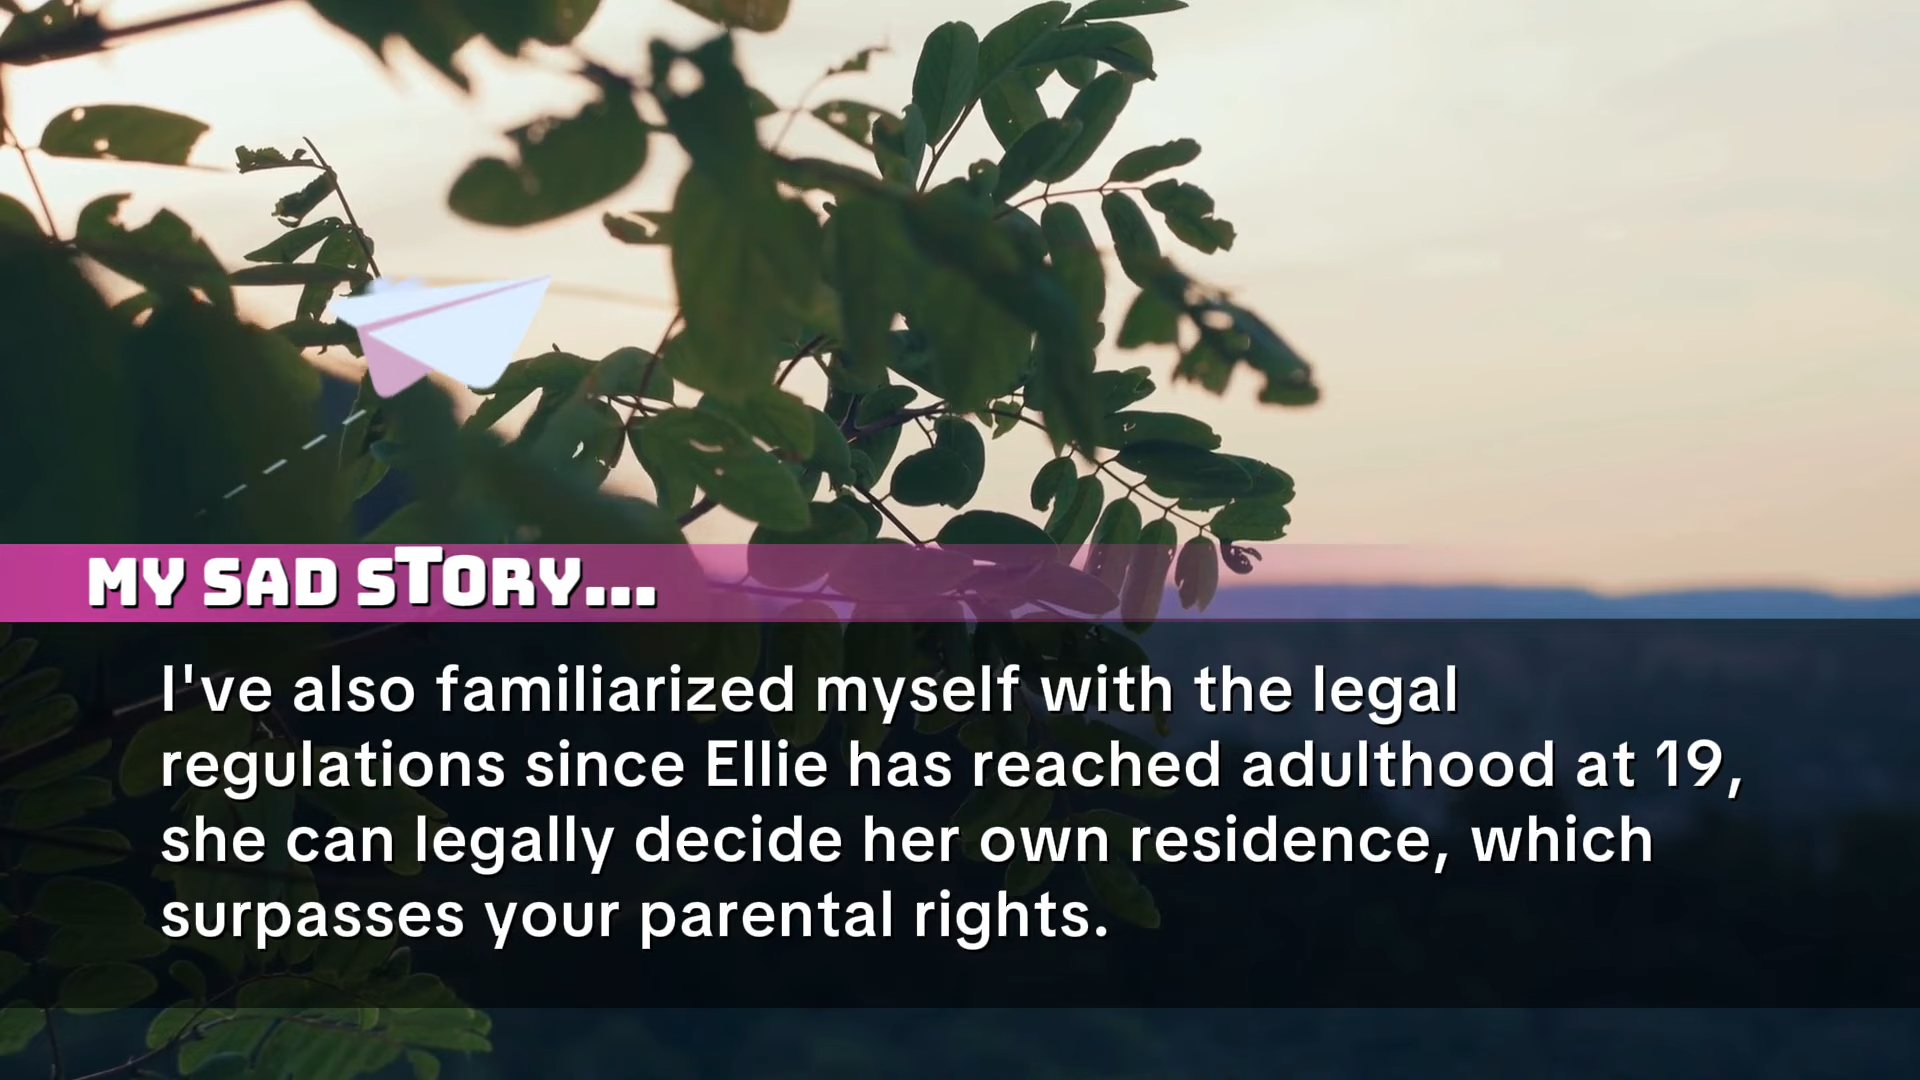 MY SAD STORY...
I've also familiarized myself with the legal
regulations since Ellie has reached adulthood at 19,
she can legally decide her own residence, which
surpasses your parental rights.